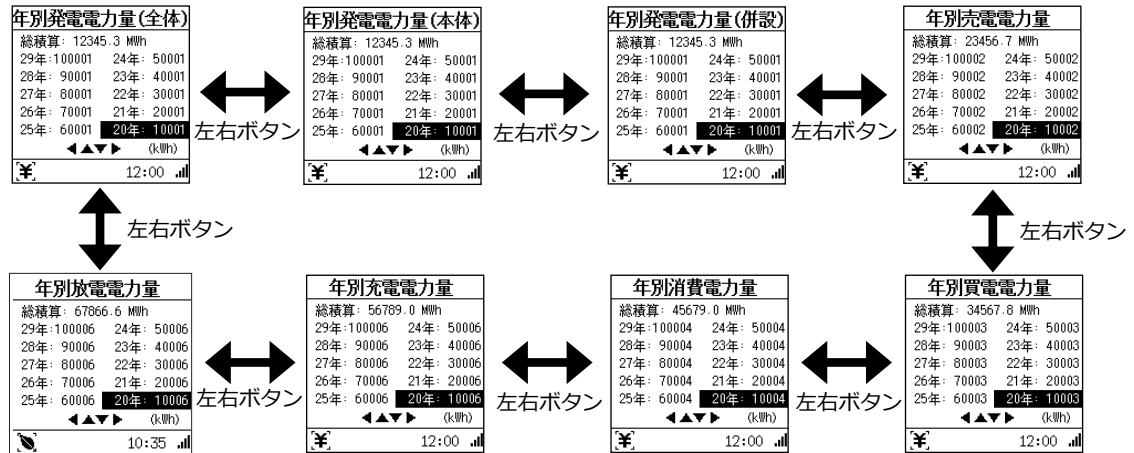 年別発電電力量(全体)
総積算: 12345.3 MWh
29年:100001 24年: 50001
28年: 90001 23年: 40001
27年: 80001 22年: 30001
26年: 70001 21年: 20001
25年: 60001 20年: 10001
◀▲▼▶ (kWh)
¥ 12:00
左右ボタン
年別発電電力量(本体)
総積算: 12345.3 MWh
29年:100001 24年: 50001
28年: 90001 23年: 40001
27年: 80001 22年: 30001
26年: 70001 21年: 20001
25年: 60001 20年: 10001
◀▲▼▶ (kWh)
¥ 12:00
左右ボタン
年別発電電力量(併設)
総積算: 12345.3 MWh
29年:100001 24年: 50001
28年: 90001 23年: 40001
27年: 80001 22年: 30001
26年: 70001 21年: 20001
25年: 60001 20年: 10001
◀▲▼▶ (kWh)
¥ 12:00
左右ボタン
年別売電電力量
総積算: 23456.7 MWh
29年:100002 24年: 50002
28年: 90002 23年: 40002
27年: 80002 22年: 30002
26年: 70002 21年: 20002
25年: 60002 20年: 10002
◀▲▼▶ (kWh)
¥ 12:00
左右ボタン
左右ボタン
年別放電電力量
総積算: 67866.6 MWh
29年:100006 24年: 50006
28年: 90006 23年: 40006
27年: 80006 22年: 30006
26年: 70006 21年: 20006
25年: 60006 20年: 10006
◀▲▼▶ (kWh)
10:35
左右ボタン
年別充電電力量
総積算: 56789.0 MWh
29年:100006 24年: 50006
28年: 90006 23年: 40006
27年: 80006 22年: 30006
26年: 70006 21年: 20006
25年: 60006 20年: 10006
◀▲▼▶ (kWh)
¥ 12:00
左右ボタン
年別消費電力量
総積算: 45679.0 MWh
29年:100004 24年: 50004
28年: 90004 23年: 40004
27年: 80004 22年: 30004
26年: 70004 21年: 20004
25年: 60004 20年: 10004
◀▲▼▶ (kWh)
¥ 12:00
左右ボタン
年別買電電力量
総積算: 34567.8 MWh
29年:100003 24年: 50003
28年: 90003 23年: 40003
27年: 80003 22年: 30003
26年: 70003 21年: 20003
25年: 60003 20年: 10003
◀▲▼▶ (kWh)
¥ 12:00